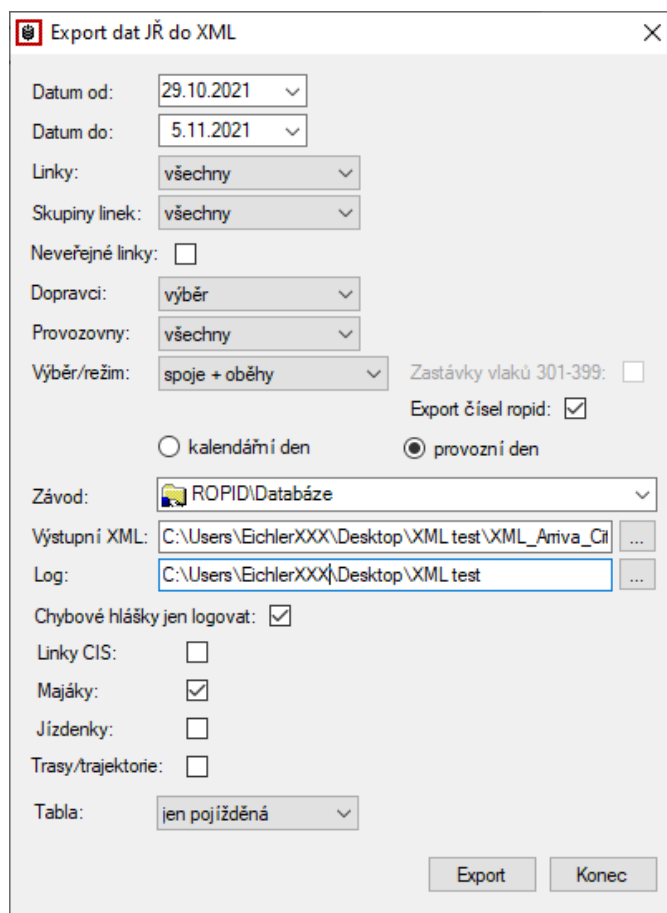 Export dat JŘ do XML
Datum od: 29.10.2021
Datum do: 5.11.2021
Linky: všechny
Skupiny linek: všechny
Neveřejné linky:
Dopravci: výběr
Provozovny: všechny
Výběr/režim: spoje + oběhy Zastávky vlaků 301-399:
Export čísel ropid:
kalendářní den provozní den
Závod: ROPID\Databáze
Výstupní XML: C:\Users\EichlerXXX\Desktop\XML test\XML_Arriva_Cit ...
Log: C:\Users\EichlerXXX\Desktop\XML test ...
Chybové hlášky jen logovat:
Linky CIS:
Majáky:
Jízdenky:
Trasy/trajektorie:
Tabla: jen pojížděná
Export Konec